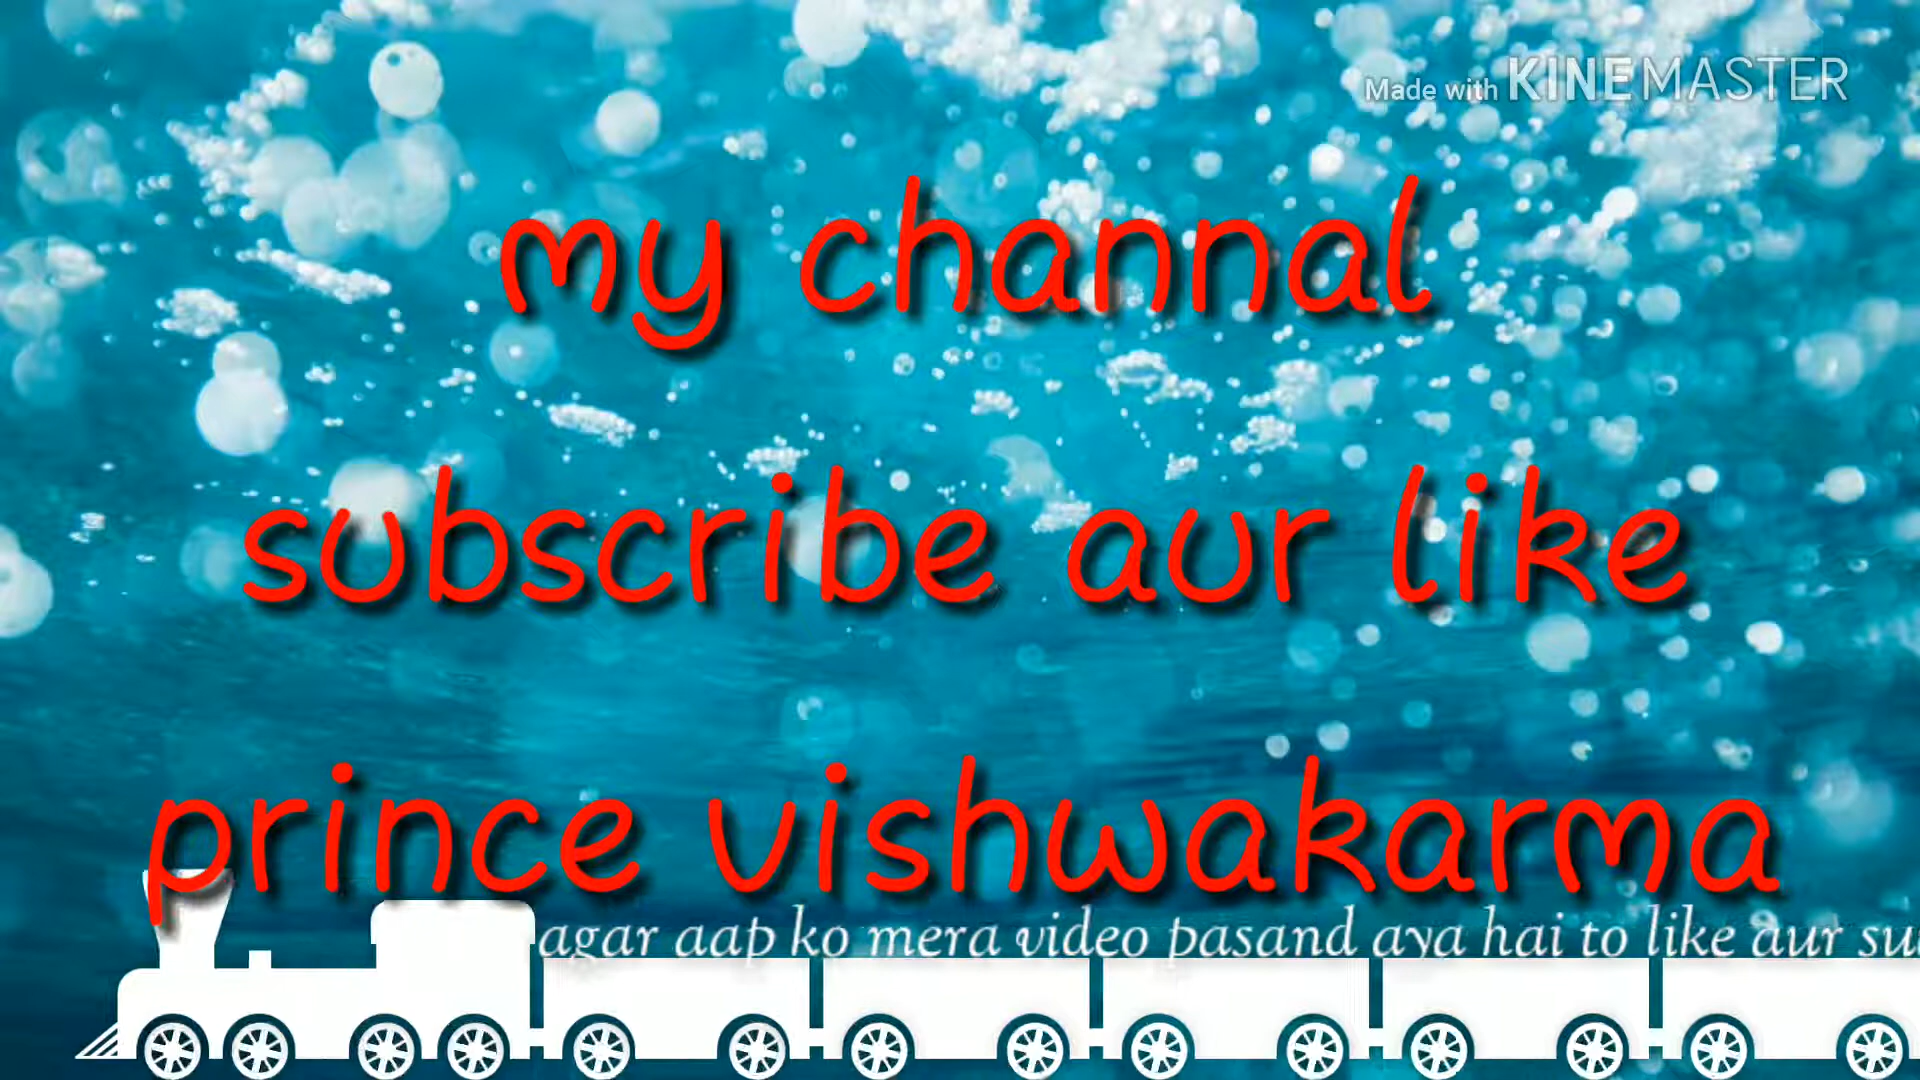 Made with KINEMASTER
my channal
subscribe aur like
prince vishwakarma
agar aap ko mera video pasand aya hai to like aur